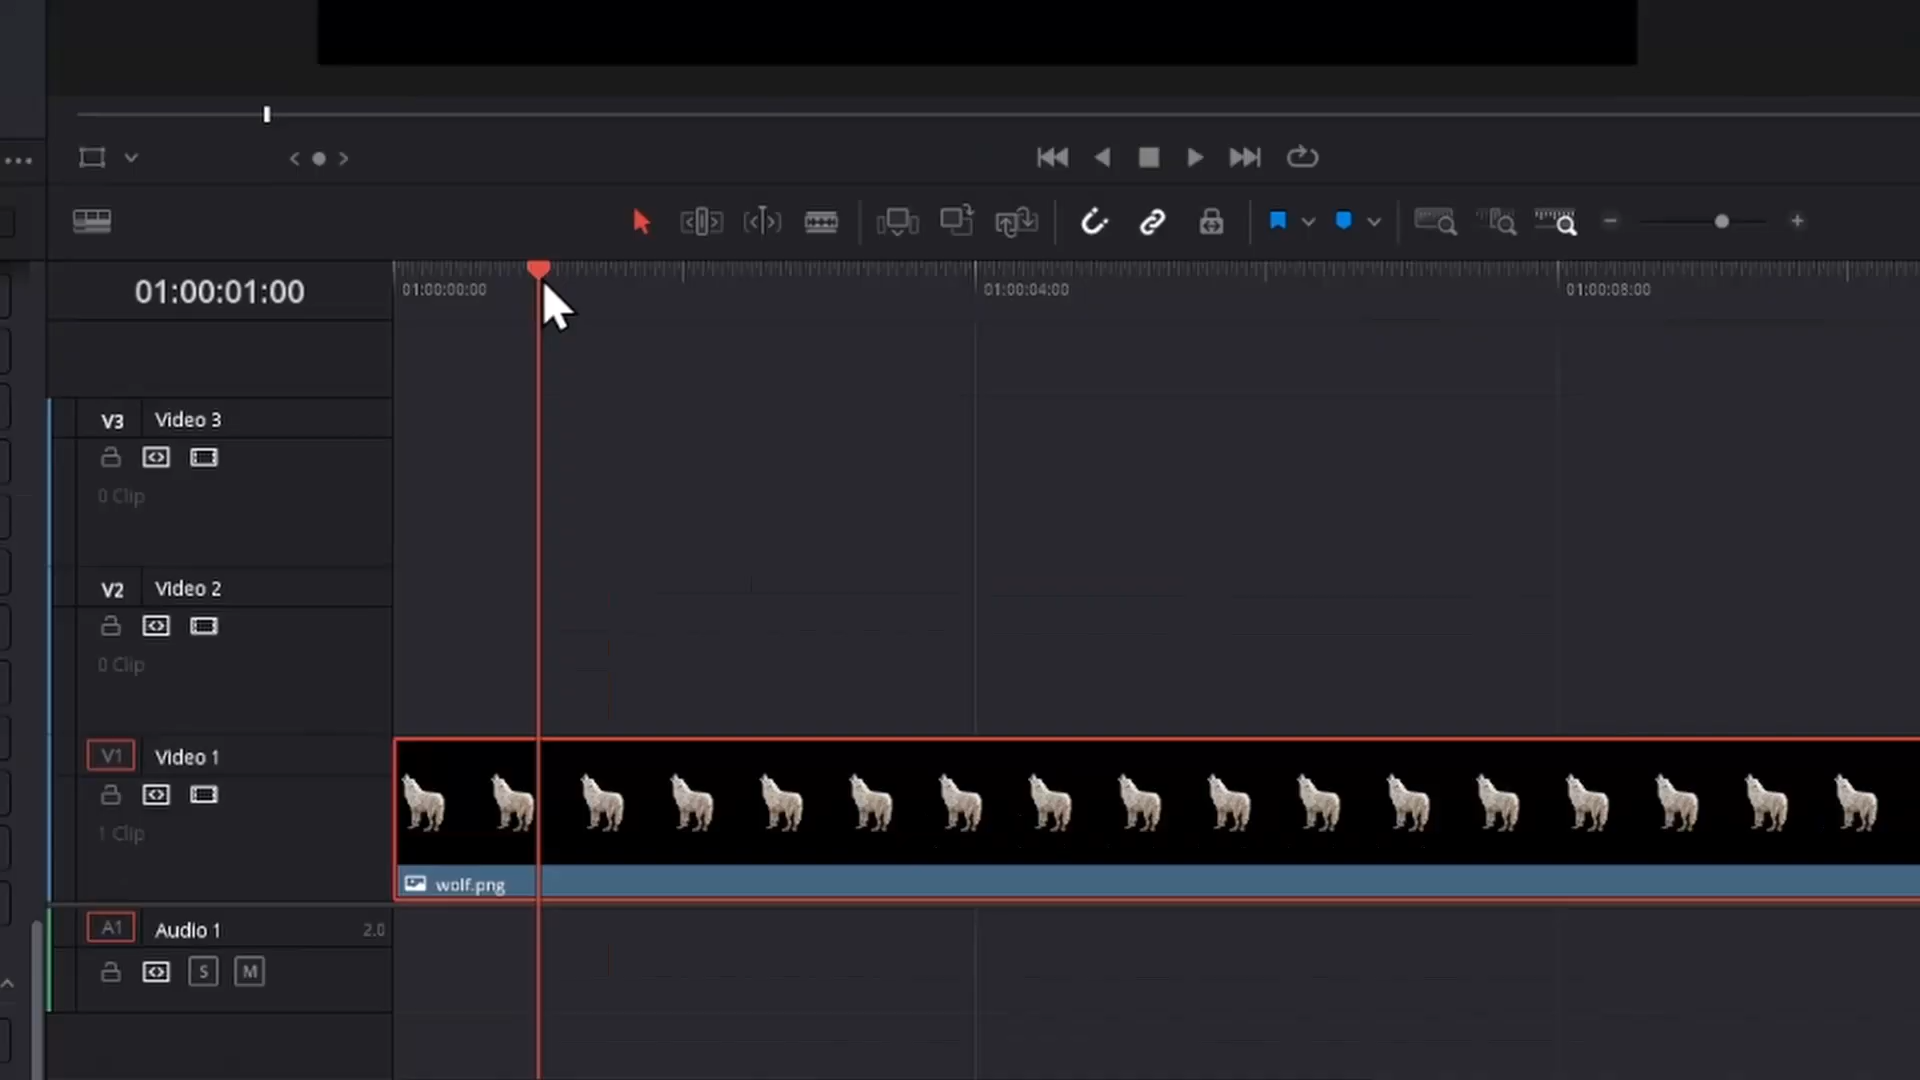 01:00:01:00
01:00:00:00
01:00:04:00
01:00:08:00
V3 Video 3
0 Clip
V2 Video 2
0 Clip
V1 Video 1
1 Clip
wolf.png
A1 Audio 1 2.0
S M